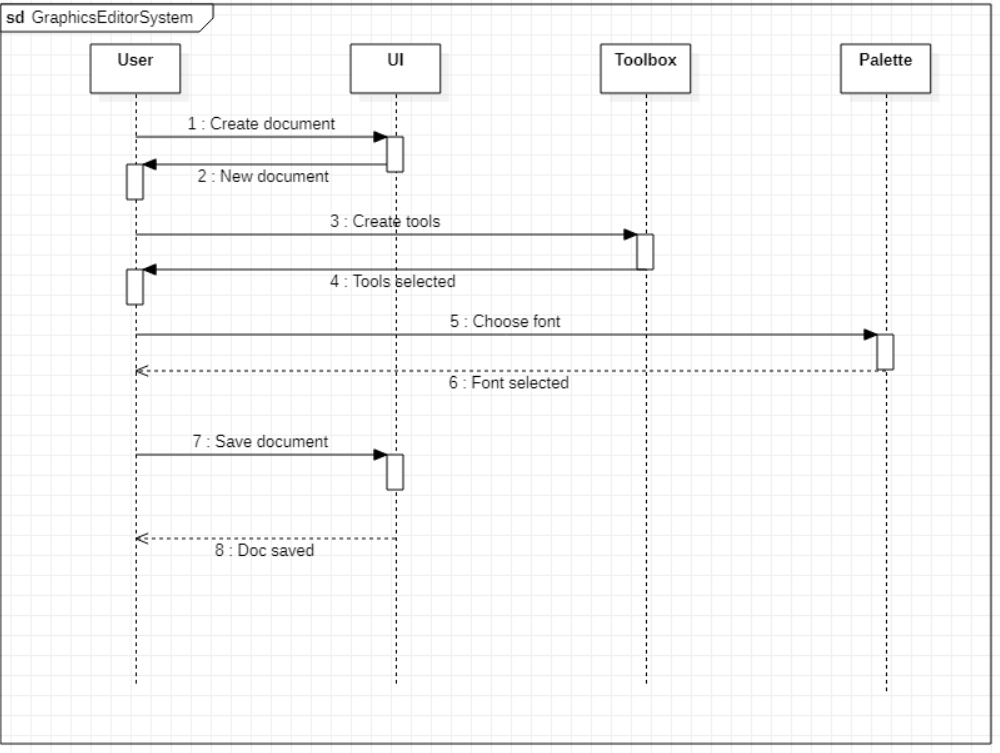 sd GraphicsEditorSystem
User
UI
Toolbox
Palette
1 : Create document
2 : New document
3 : Create tools
4 : Tools selected
5 : Choose font
6 : Font selected
7 : Save document
8 : Doc saved